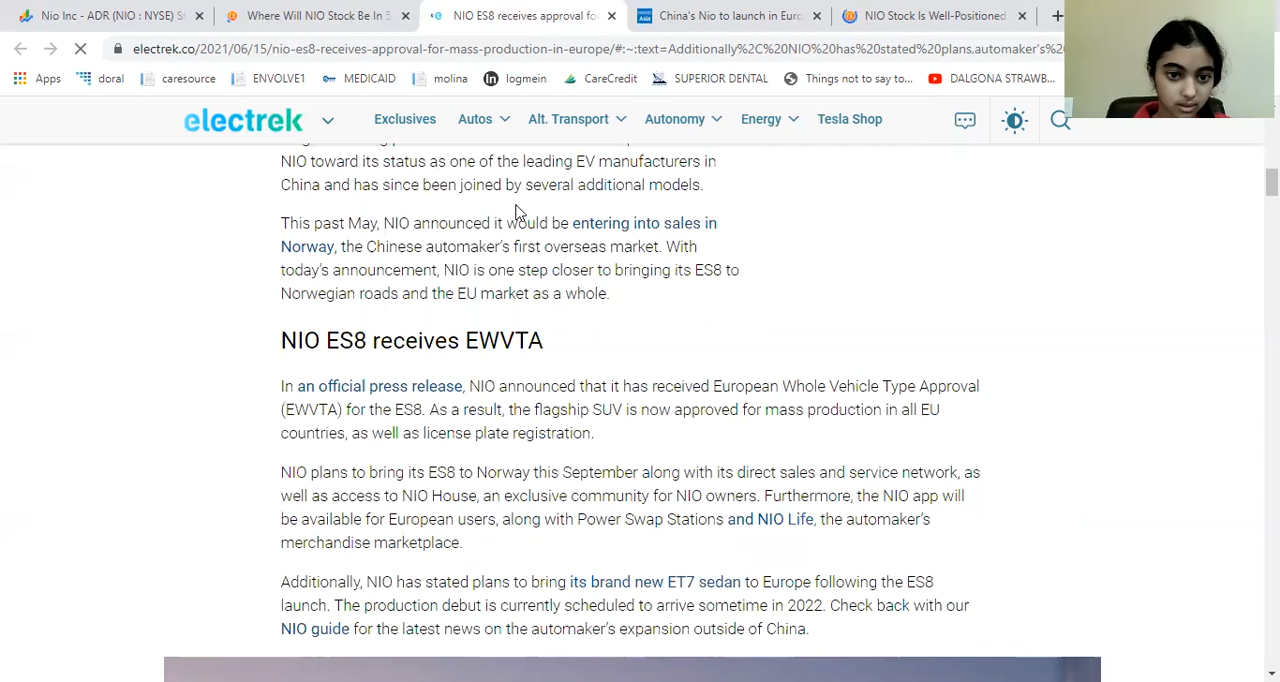 Nio Inc - ADR (NIO : NYSE) St
Where Will NIO Stock Be In 5
NIO ES8 receives approval for
China's Nio to launch in Euro
NIO Stock Is Well-Positioned
electrek.co/2021/06/15/nio-es8-receives-approval-for-mass-production-in-europe/#:~:text=Additionally%2C%20NIO%20has%20stated%20plans,automaker's%20
Apps doral caresource ENVOLVE1 MEDICAID molina logmein CareCredit SUPERIOR DENTAL Things not to say to... DALGONA STRAWB...
electrek Exclusives Autos Alt. Transport Autonomy Energy Tesla Shop
NIO toward its status as one of the leading EV manufacturers in
China and has since been joined by several additional models.
This past May, NIO announced it would be entering into sales in
Norway, the Chinese automaker's first overseas market. With
today's announcement, NIO is one step closer to bringing its ES8 to
Norwegian roads and the EU market as a whole.
NIO ES8 receives EWVTA
In an official press release, NIO announced that it has received European Whole Vehicle Type Approval
(EWVTA) for the ES8. As a result, the flagship SUV is now approved for mass production in all EU
countries, as well as license plate registration.
NIO plans to bring its ES8 to Norway this September along with its direct sales and service network, as
well as access to NIO House, an exclusive community for NIO owners. Furthermore, the NIO app will
be available for European users, along with Power Swap Stations and NIO Life, the automaker's
merchandise marketplace.
Additionally, NIO has stated plans to bring its brand new ET7 sedan to Europe following the ES8
launch. The production debut is currently scheduled to arrive sometime in 2022. Check back with our
NIO guide for the latest news on the automaker's expansion outside of China.